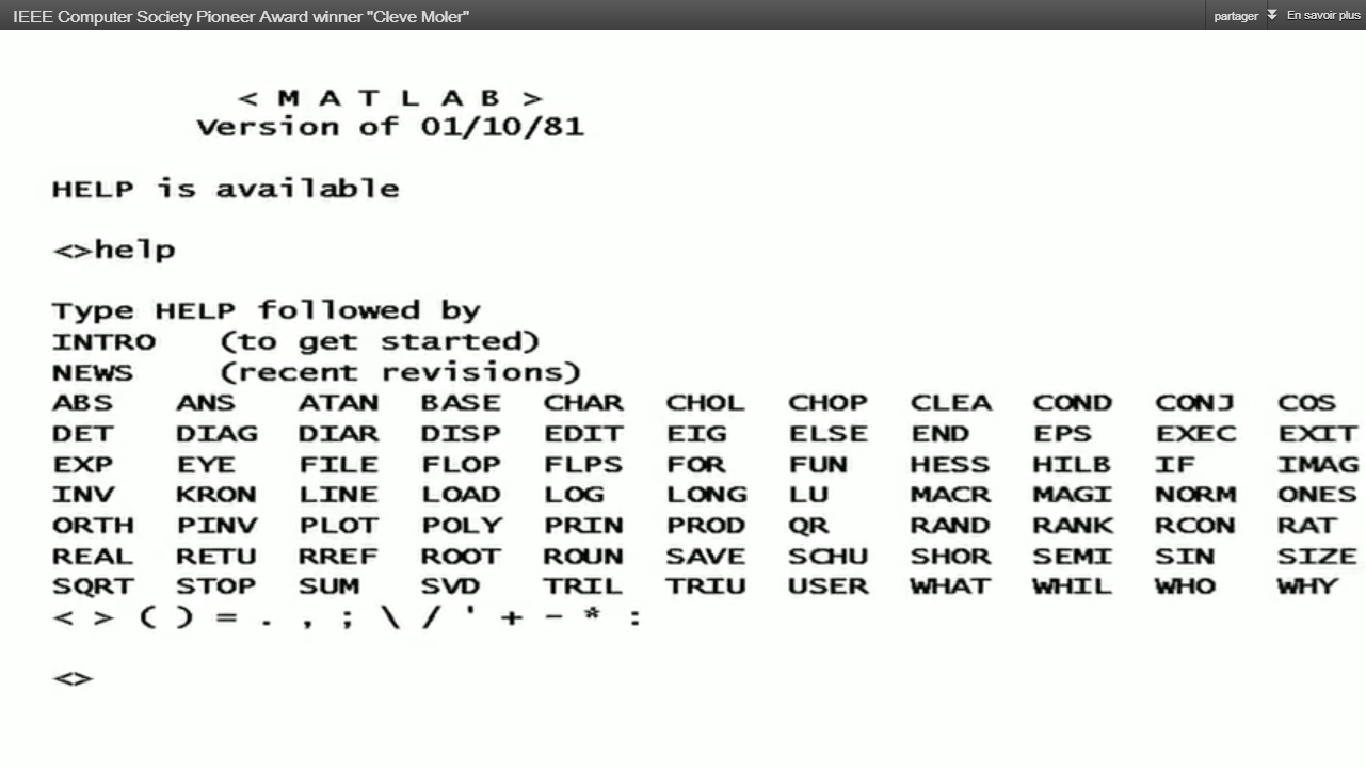 IEEE Computer Society Pioneer Award winner "Cleve Moler"
partager
En savoir plus
< M A T L A B >
Version of 01/10/81
HELP is available
<>help
Type HELP followed by
INTRO (to get started)
NEWS (recent revisions)
ABS ANS ATAN BASE CHAR CHOL CHOP CLEA COND CONJ COS
DET DIAG DIAR DISP EDIT EIG ELSE END EPS EXEC EXIT
EXP EYE FILE FLOP FLPS FOR FUN HESS HILB IF IMAG
INV KRON LINE LOAD LOG LONG LU MACR MAGI NORM ONES
ORTH PINV PLOT POLY PRIN PROD QR RAND RANK RCON RAT
REAL RETU RREF ROOT ROUN SAVE SCHU SHOR SEMI SIN SIZE
SQRT STOP SUM SVD TRIL TRIU USER WHAT WHIL WHO WHY
< > ( ) = . , ; \ / ' + - * :
<>